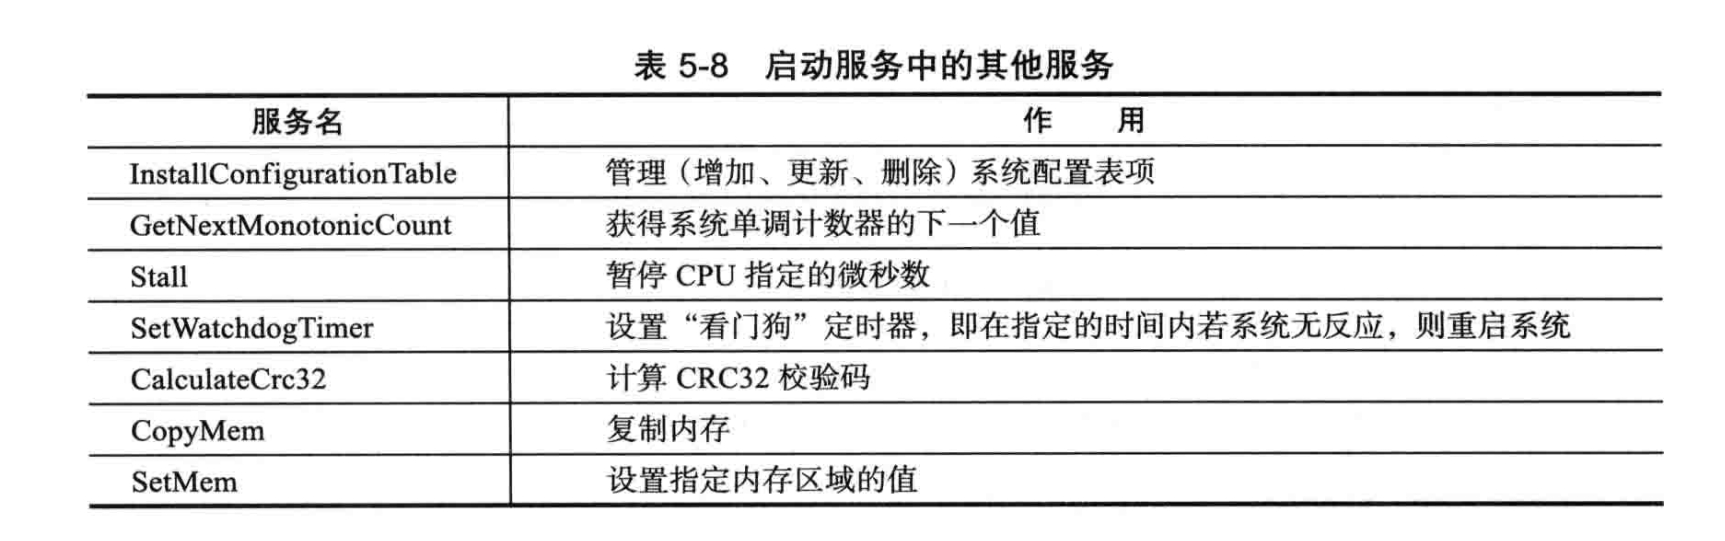 表 5-8 启动服务中的其他服务
服务名 作 用
InstallConfigurationTable 管理（增加、更新、删除）系统配置表项
GetNextMonotonicCount 获得系统单调计数器的下一个值
Stall 暂停 CPU 指定的微秒数
SetWatchdogTimer 设置“看门狗”定时器，即在指定的时间内若系统无反应，则重启系统
CalculateCrc32 计算 CRC32 校验码
CopyMem 复制内存
SetMem 设置指定内存区域的值